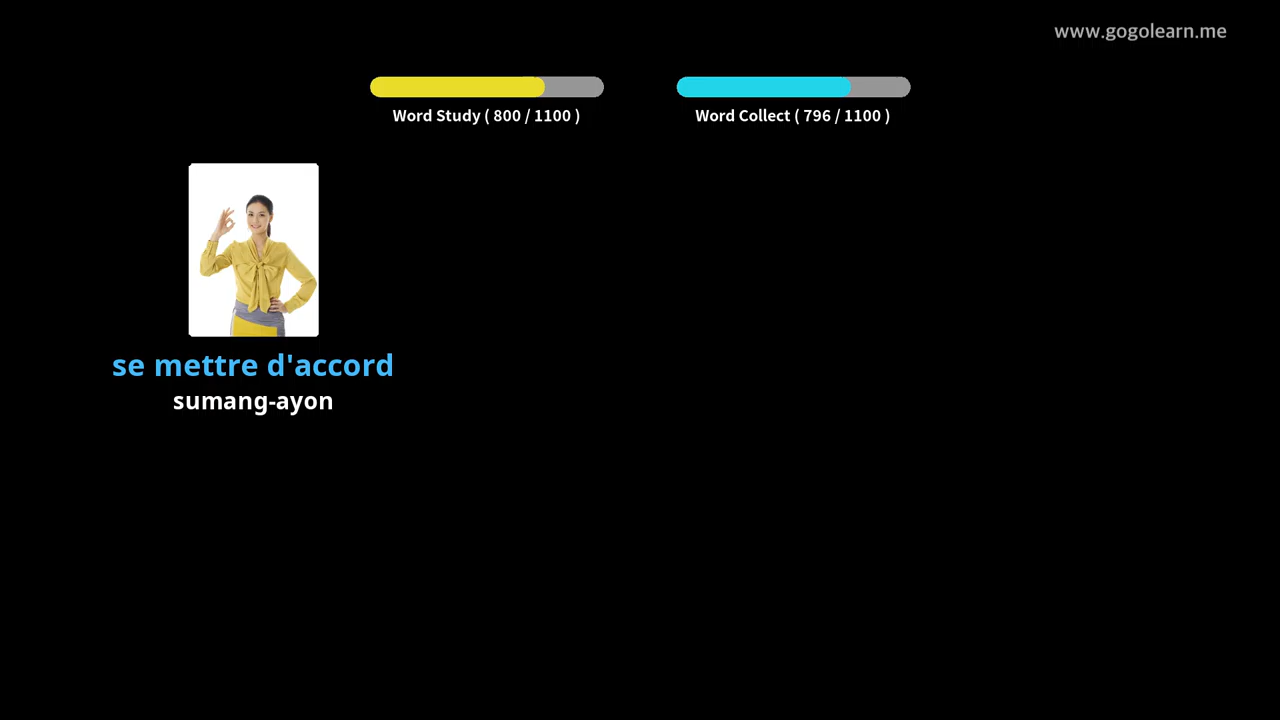 www.gogolearn.me
Word Study ( 800 / 1100 )
Word Collect ( 796 / 1100 )
se mettre d'accord
sumang-ayon